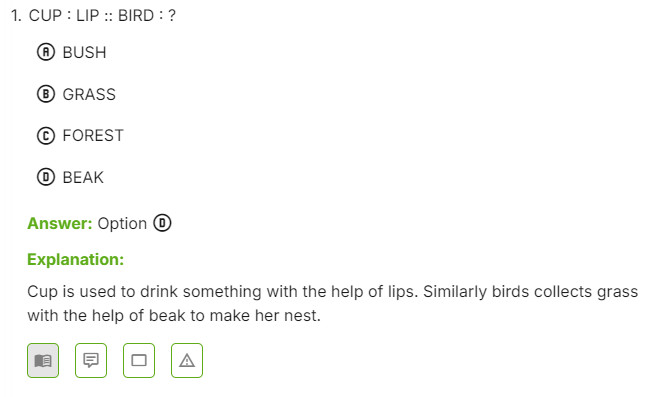 1. CUP : LIP :: BIRD : ?
A BUSH
B GRASS
C FOREST
D BEAK
Answer: Option D
Explanation:
Cup is used to drink something with the help of lips. Similarly birds collects grass
with the help of beak to make her nest.